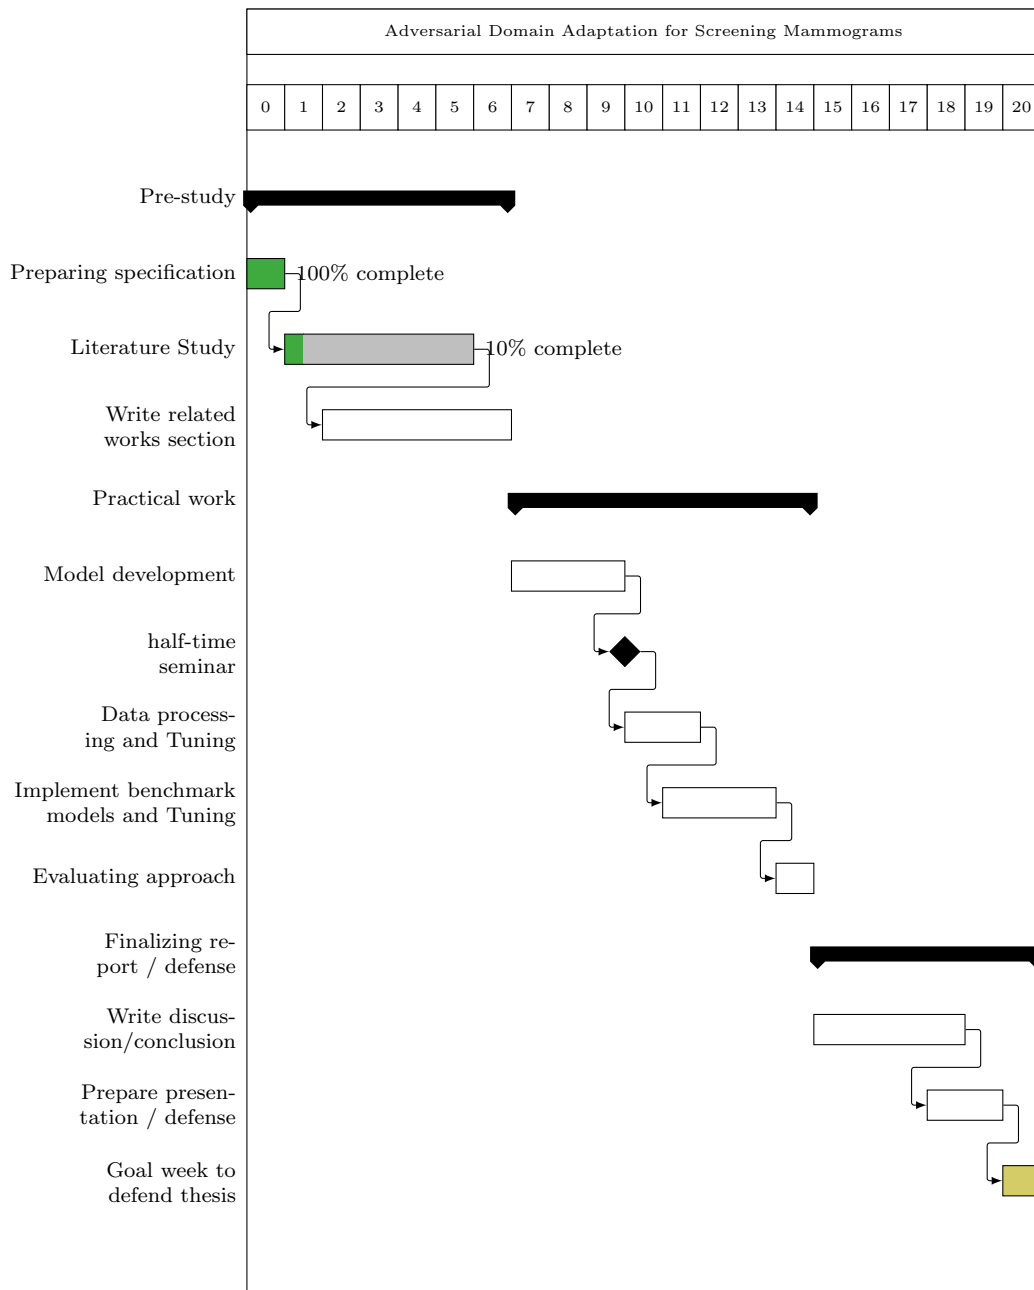 Adversarial Domain Adaptation for Screening Mammograms
0 1 2 3 4 5 6 7 8 9 10 11 12 13 14 15 16 17 18 19 20
Pre-study
Preparing specification
100% complete
Literature Study
10% complete
Write related
works section
Practical work
Model development
half-time
seminar
Data process-
ing and Tuning
Implement benchmark
models and Tuning
Evaluating approach
Finalizing re-
port / defense
Write discus-
sion/conclusion
Prepare presen-
tation / defense
Goal week to
defend thesis